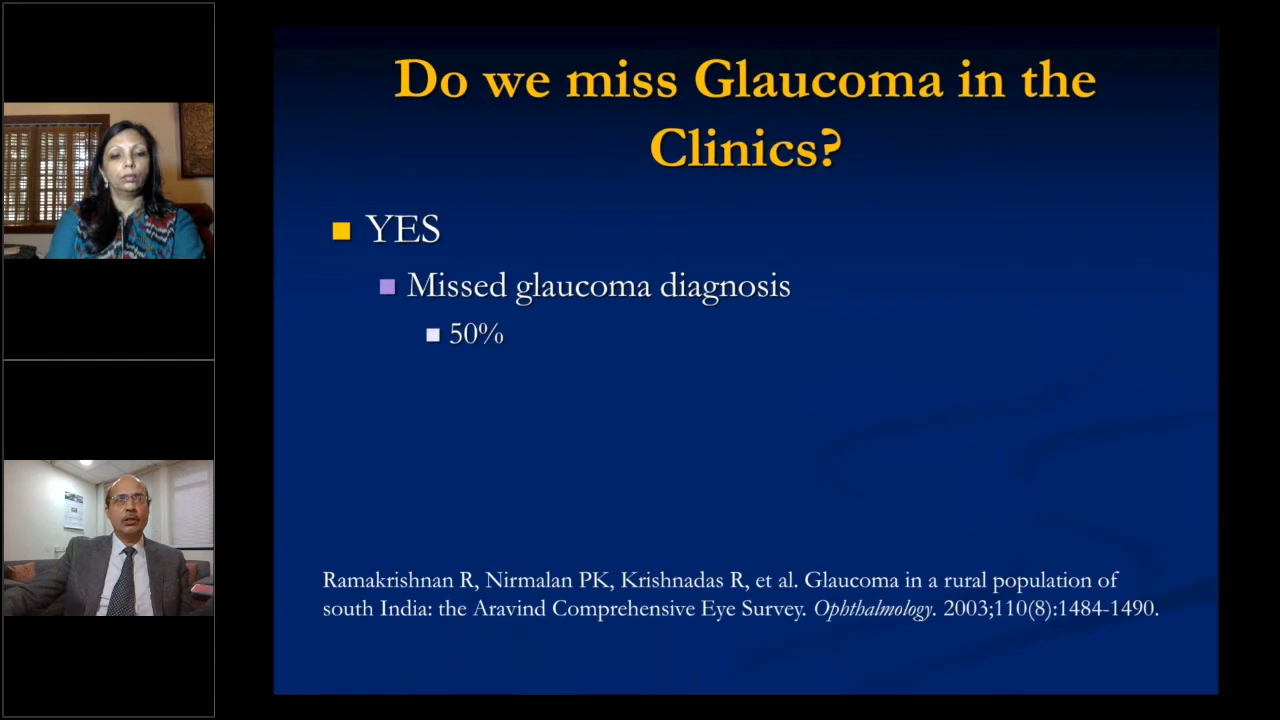 Do we miss Glaucoma in the
Clinics?
YES
Missed glaucoma diagnosis
50%
Ramakrishnan R, Nirmalan PK, Krishnadas R, et al. Glaucoma in a rural population of
south India: the Aravind Comprehensive Eye Survey. Ophthalmology. 2003;110(8):1484-1490.